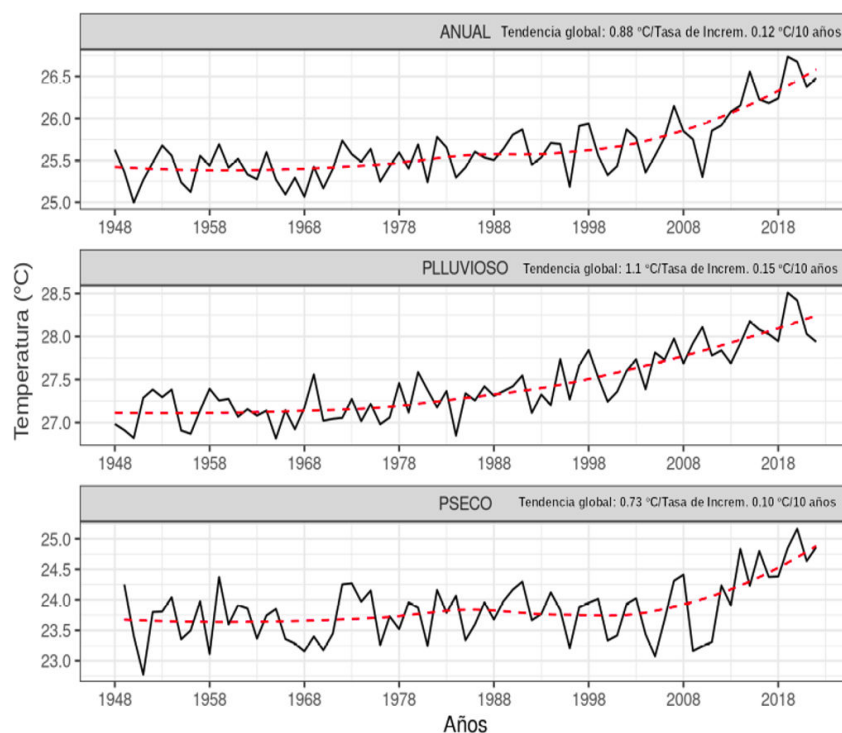 ANUAL Tendencia global: 0.88 °C/Tasa de Increm. 0.12 °C/10 años
26.5
26.0
25.5
25.0
1948 1958 1968 1978 1988 1998 2008 2018
PLLUVIOSO Tendencia global: 1.1 °C/Tasa de Increm. 0.15 °C/10 años
28.5
28.0
27.5
27.0
1948 1958 1968 1978 1988 1998 2008 2018
Temperatura (°C)
PSECO Tendencia global: 0.73 °C/Tasa de Increm. 0.10 °C/10 años
25.0
24.5
24.0
23.5
23.0
1948 1958 1968 1978 1988 1998 2008 2018
Años